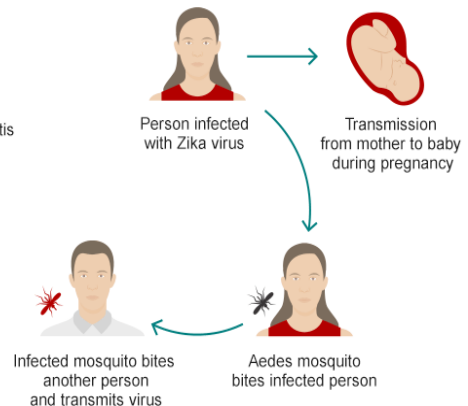 tis
Person infected
with Zika virus
Transmission
from mother to baby
during pregnancy
Infected mosquito bites
another person
and transmits virus
Aedes mosquito
bites infected person